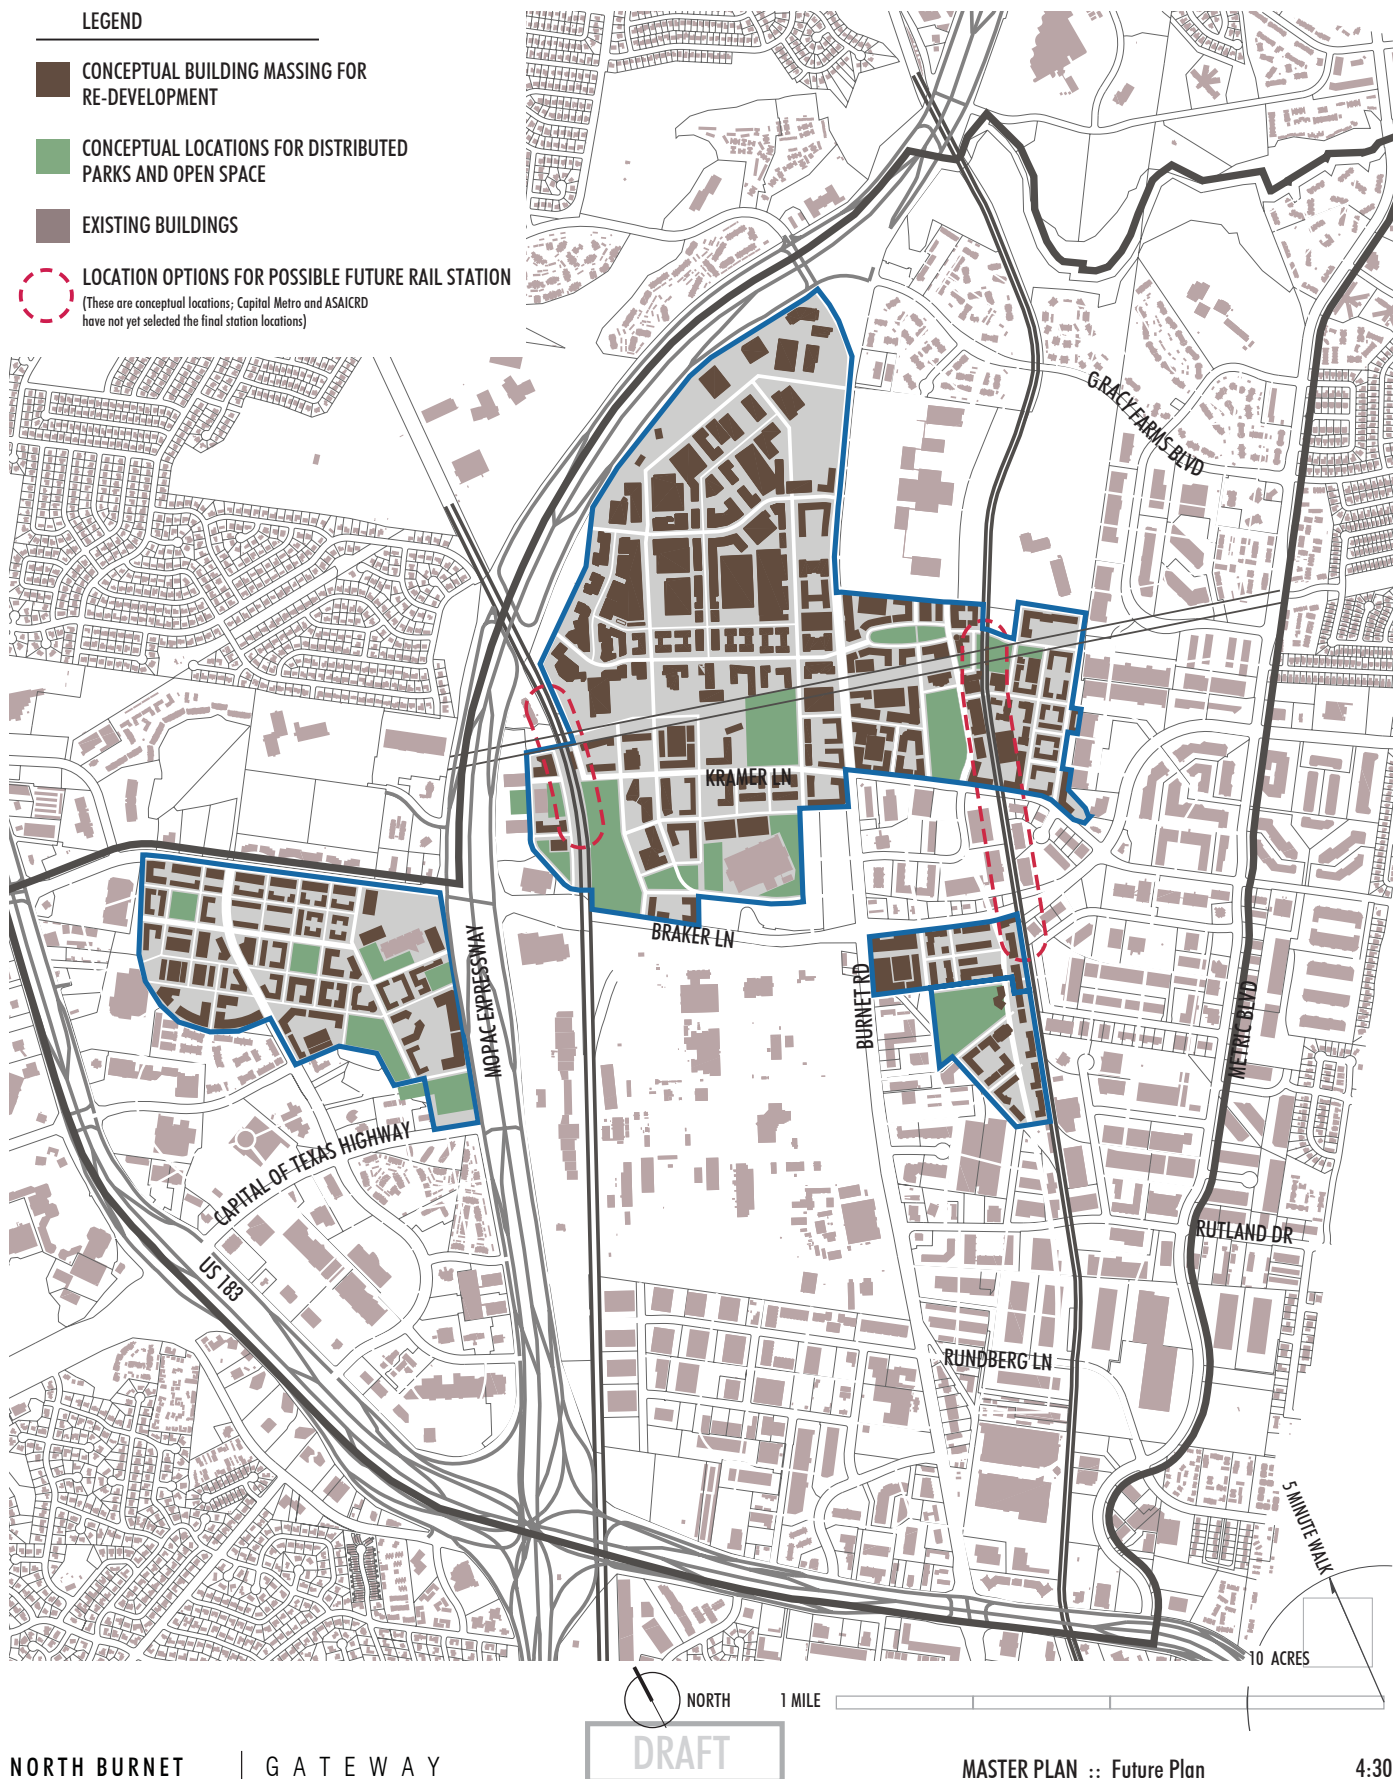 LEGEND
CONCEPTUAL BUILDING MASSING FOR
RE-DEVELOPMENT
CONCEPTUAL LOCATIONS FOR DISTRIBUTED
PARKS AND OPEN SPACE
EXISTING BUILDINGS
LOCATION OPTIONS FOR POSSIBLE FUTURE RAIL STATION
(These are conceptual locations; Capital Metro and ASAICRD
have not yet selected the final station locations)
GRACY FARMS BLVD
KRAMER LN
BRAKER LN
MOPAC EXPRESSWAY
BURNET RD
METRIC BLVD
CAPITAL OF TEXAS HIGHWAY
US 183
RUTLAND DR
RUNDBERG LN
5 MINUTE WALK
10 ACRES
NORTH
1 MILE
DRAFT
NORTH BURNET | GATEWAY
MASTER PLAN :: Future Plan
4:30